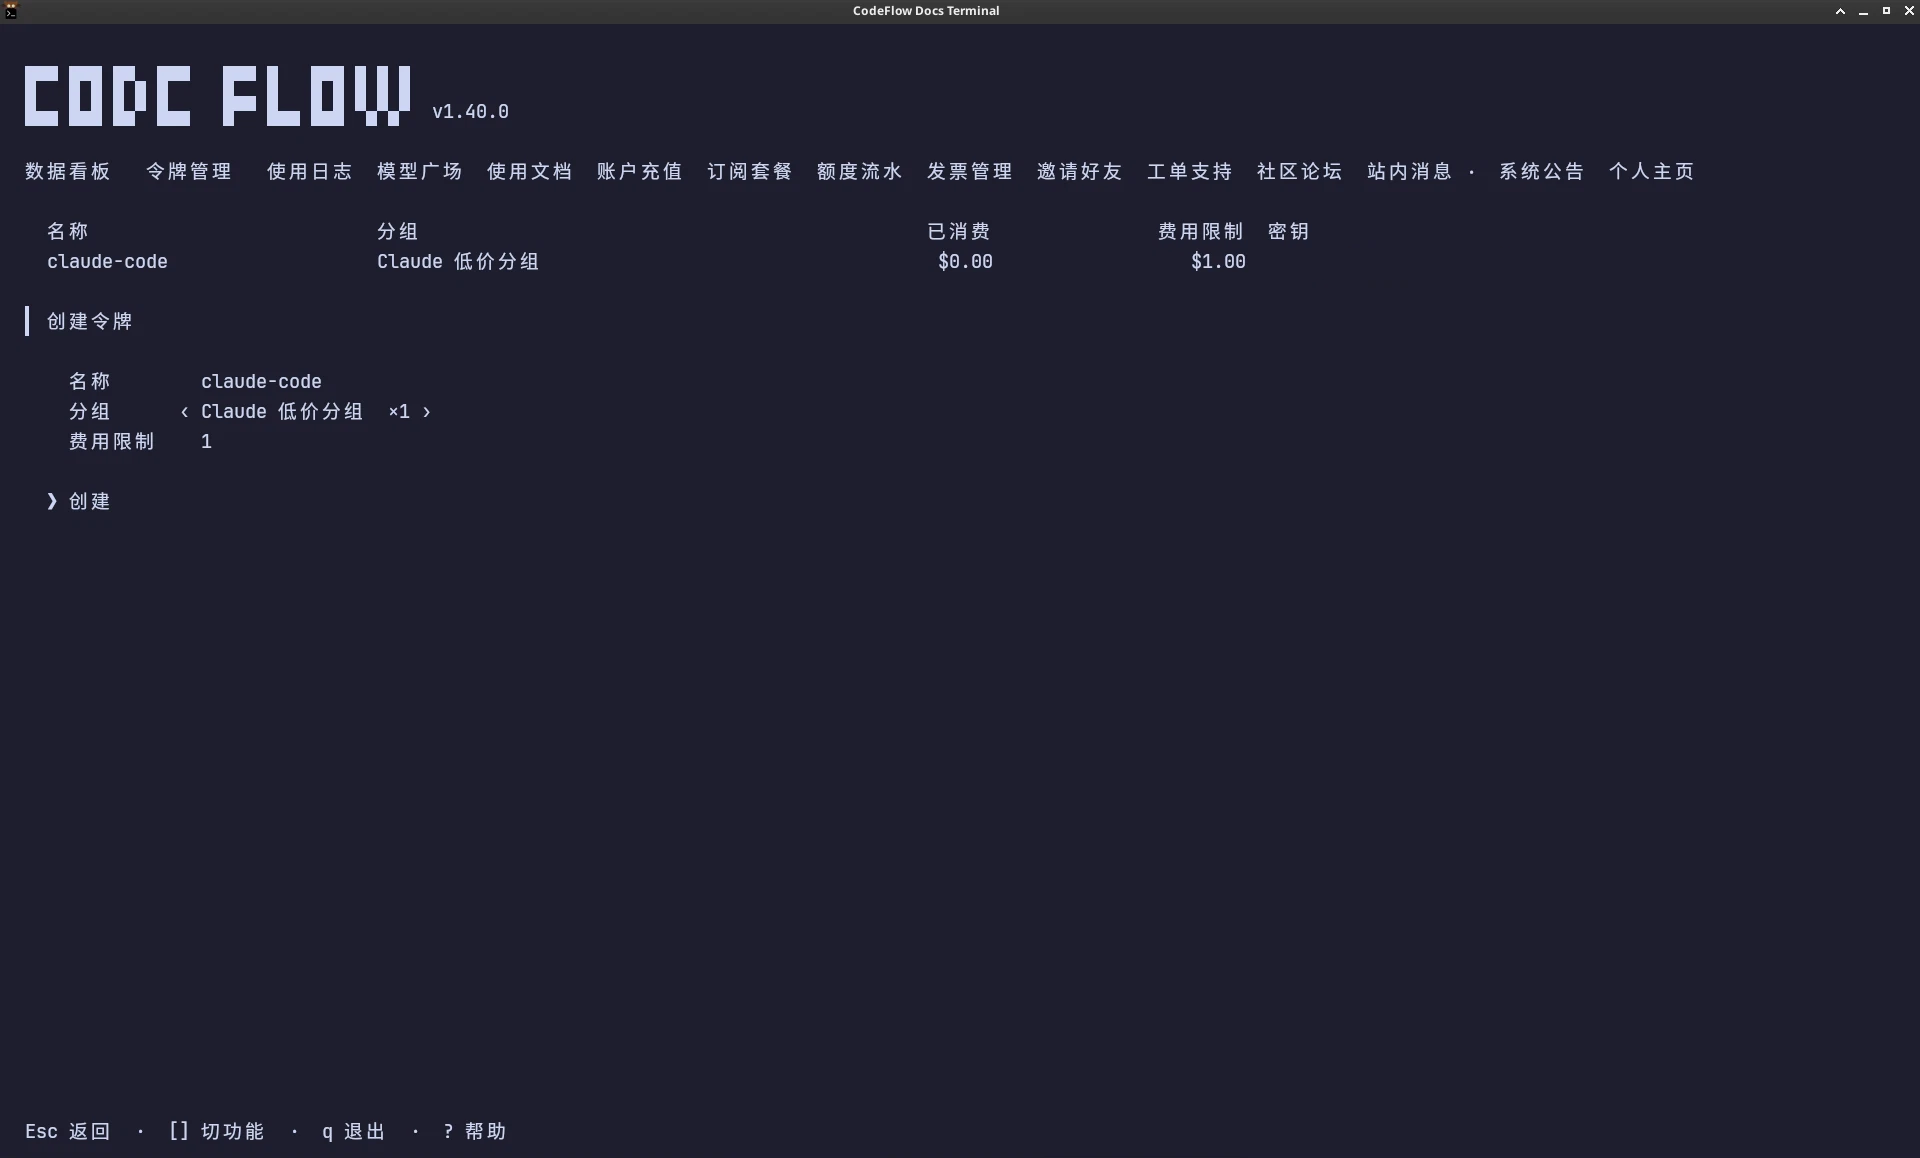 CodeFlow Docs Terminal
CODE FLOW v1.40.0
数据看板 令牌管理 使用日志 模型广场 使用文档 账户充值 订阅套餐 额度流水 发票管理 邀请好友 工单支持 社区论坛 站内消息 · 系统公告 个人主页
名称 分组 已消费 费用限制 密钥
claude-code Claude 低价分组 $0.00 $1.00
创建令牌
名称 claude-code
分组 ‹ Claude 低价分组 ×1 ›
费用限制 1
❯ 创建
Esc 返回 · [] 切功能 · q 退出 · ? 帮助